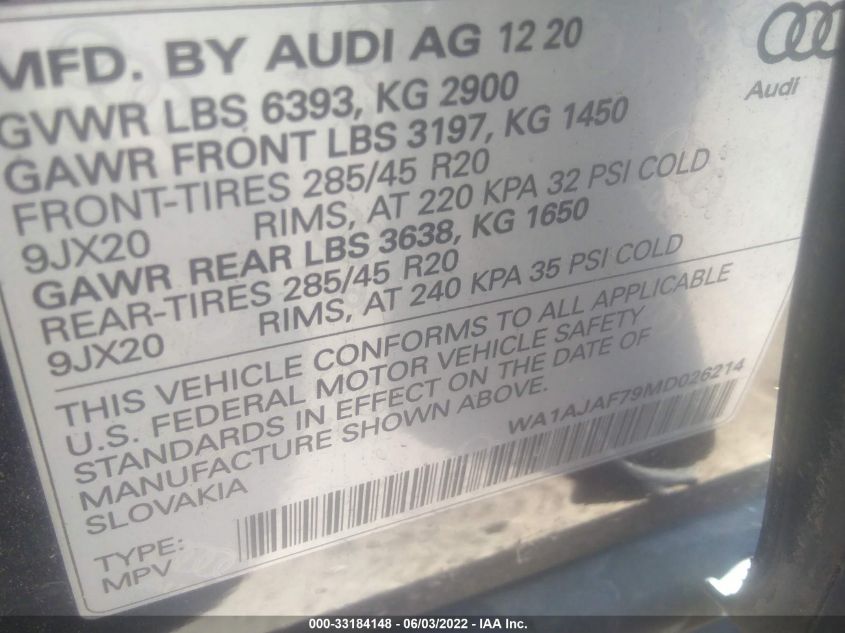 MFD. BY AUDI AG 12 20
Audi
GVWR LBS 6393, KG 2900
GAWR FRONT LBS 3197, KG 1450
FRONT-TIRES 285/45 R20
9JX20 RIMS, AT 220 KPA 32 PSI COLD
GAWR REAR LBS 3638, KG 1650
REAR-TIRES 285/45 R20
9JX20 RIMS, AT 240 KPA 35 PSI COLD
THIS VEHICLE CONFORMS TO ALL APPLICABLE
U.S. FEDERAL MOTOR VEHICLE SAFETY
STANDARDS IN EFFECT ON THE DATE OF
MANUFACTURE SHOWN ABOVE.
SLOVAKIA
WA1AJAF79MD026214
TYPE:
MPV
000-33184148 - 06/03/2022 - IAA Inc.